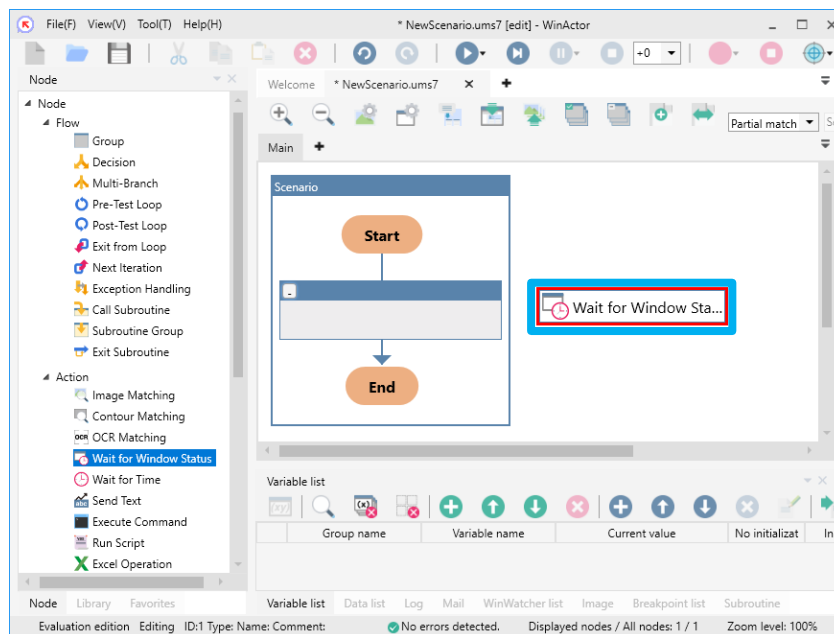 File(F) View(V) Tool(T) Help(H) * NewScenario.ums7 [edit] - WinActor
+0
Node
Welcome * NewScenario.ums7
Node
Flow
Group
Decision
Multi-Branch
Pre-Test Loop
Post-Test Loop
Exit from Loop
Next Iteration
Exception Handling
Call Subroutine
Subroutine Group
Exit Subroutine
Action
Image Matching
Contour Matching
OCR OCR Matching
Wait for Window Status
Wait for Time
Send Text
Execute Command
Run Script
Excel Operation
Node Library Favorites
Partial match
Main
Scenario
Start
Wait for Window Sta...
End
Variable list
Group name Variable name Current value No initializat In
Variable list Data list Log Mail WinWatcher list Image Breakpoint list Subroutine
Evaluation edition Editing ID:1 Type: Name: Comment: No errors detected. Displayed nodes / All nodes: 1 / 1 Zoom level: 100%